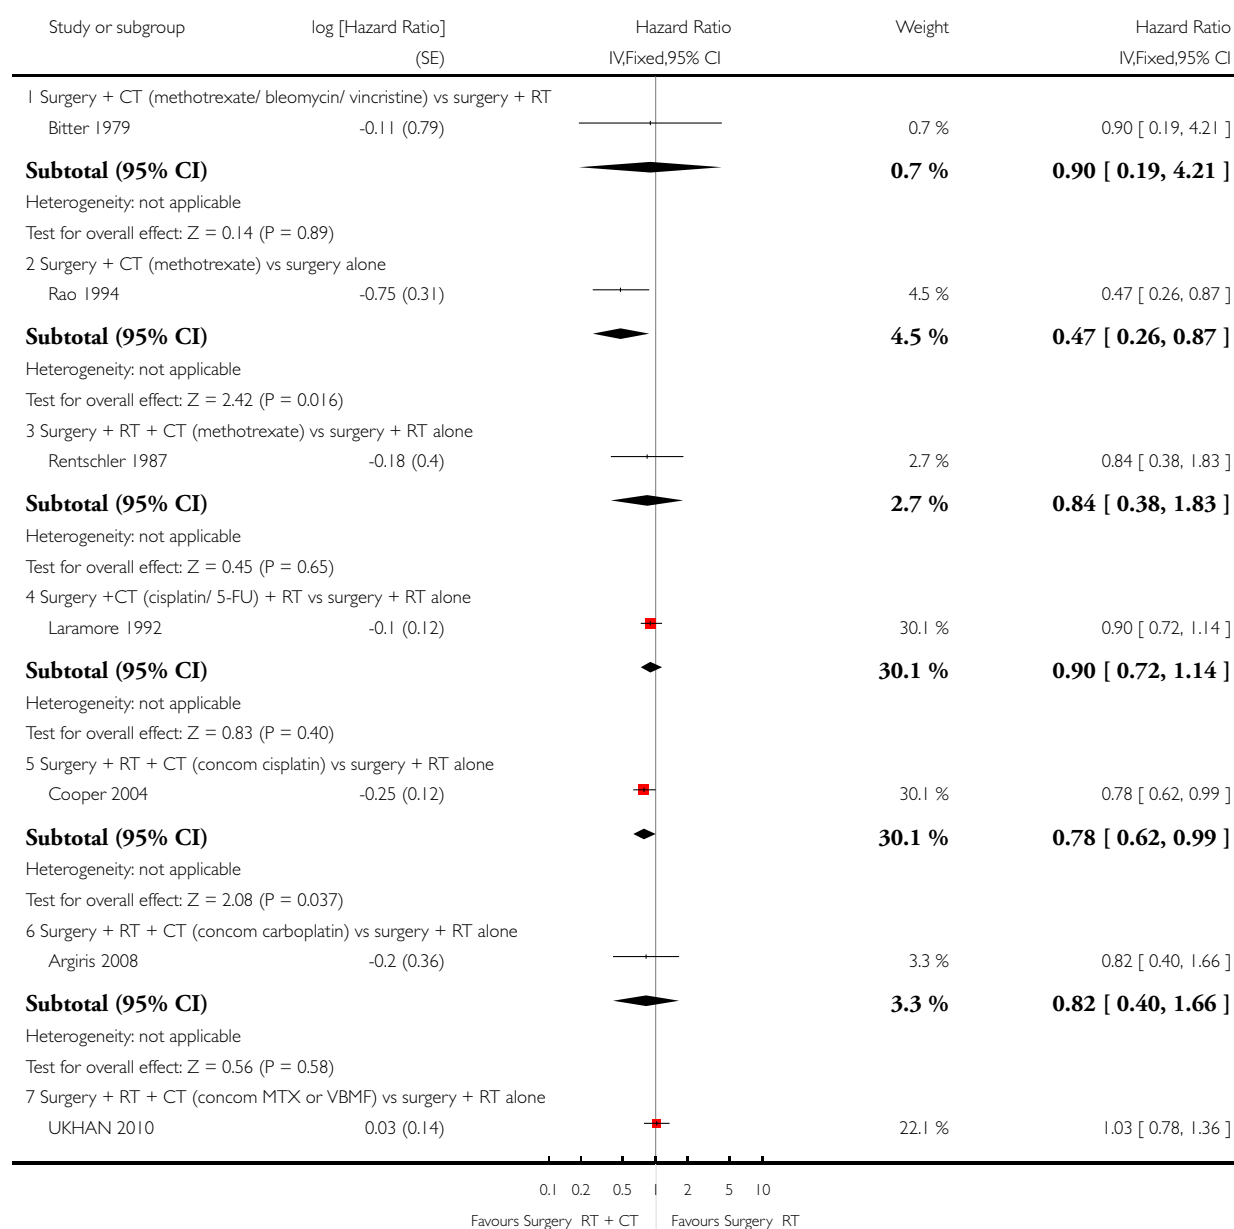 Study or subgroup log [Hazard Ratio] Hazard Ratio Weight Hazard Ratio
(SE) IV,Fixed,95% CI IV,Fixed,95% CI
1 Surgery + CT (methotrexate/ bleomycin/ vincristine) vs surgery + RT
Bitter 1979 -0.11 (0.79) 0.7 % 0.90 [ 0.19, 4.21 ]
Subtotal (95% CI) 0.7 % 0.90 [ 0.19, 4.21 ]
Heterogeneity: not applicable
Test for overall effect: Z = 0.14 (P = 0.89)
2 Surgery + CT (methotrexate) vs surgery alone
Rao 1994 -0.75 (0.31) 4.5 % 0.47 [ 0.26, 0.87 ]
Subtotal (95% CI) 4.5 % 0.47 [ 0.26, 0.87 ]
Heterogeneity: not applicable
Test for overall effect: Z = 2.42 (P = 0.016)
3 Surgery + RT + CT (methotrexate) vs surgery + RT alone
Rentschler 1987 -0.18 (0.4) 2.7 % 0.84 [ 0.38, 1.83 ]
Subtotal (95% CI) 2.7 % 0.84 [ 0.38, 1.83 ]
Heterogeneity: not applicable
Test for overall effect: Z = 0.45 (P = 0.65)
4 Surgery +CT (cisplatin/ 5-FU) + RT vs surgery + RT alone
Laramore 1992 -0.1 (0.12) 30.1 % 0.90 [ 0.72, 1.14 ]
Subtotal (95% CI) 30.1 % 0.90 [ 0.72, 1.14 ]
Heterogeneity: not applicable
Test for overall effect: Z = 0.83 (P = 0.40)
5 Surgery + RT + CT (concom cisplatin) vs surgery + RT alone
Cooper 2004 -0.25 (0.12) 30.1 % 0.78 [ 0.62, 0.99 ]
Subtotal (95% CI) 30.1 % 0.78 [ 0.62, 0.99 ]
Heterogeneity: not applicable
Test for overall effect: Z = 2.08 (P = 0.037)
6 Surgery + RT + CT (concom carboplatin) vs surgery + RT alone
Argiris 2008 -0.2 (0.36) 3.3 % 0.82 [ 0.40, 1.66 ]
Subtotal (95% CI) 3.3 % 0.82 [ 0.40, 1.66 ]
Heterogeneity: not applicable
Test for overall effect: Z = 0.56 (P = 0.58)
7 Surgery + RT + CT (concom MTX or VBMF) vs surgery + RT alone
UKHAN 2010 0.03 (0.14) 22.1 % 1.03 [ 0.78, 1.36 ]
0.1 0.2 0.5 1 2 5 10
Favours Surgery RT + CT Favours Surgery RT